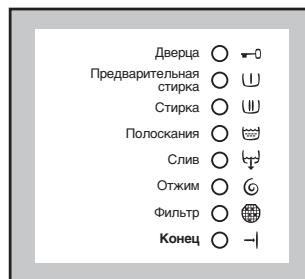 Дверца
Предварительная
стирка
Стирка
Полоскания
Слив
Отжим
Фильтр
Конец